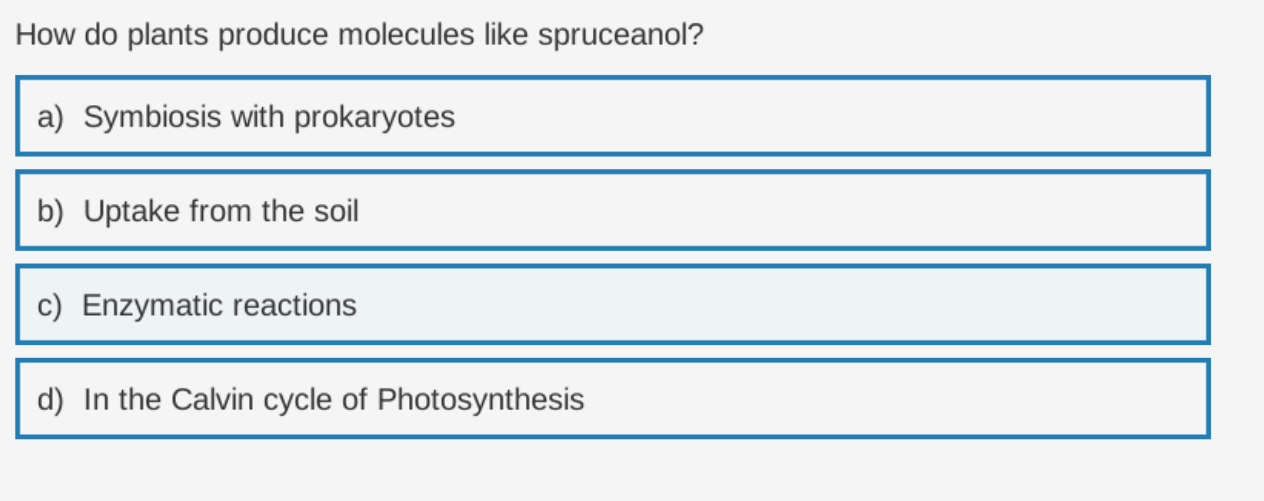 How do plants produce molecules like spruceanol?
a) Symbiosis with prokaryotes
b) Uptake from the soil
c) Enzymatic reactions
d) In the Calvin cycle of Photosynthesis